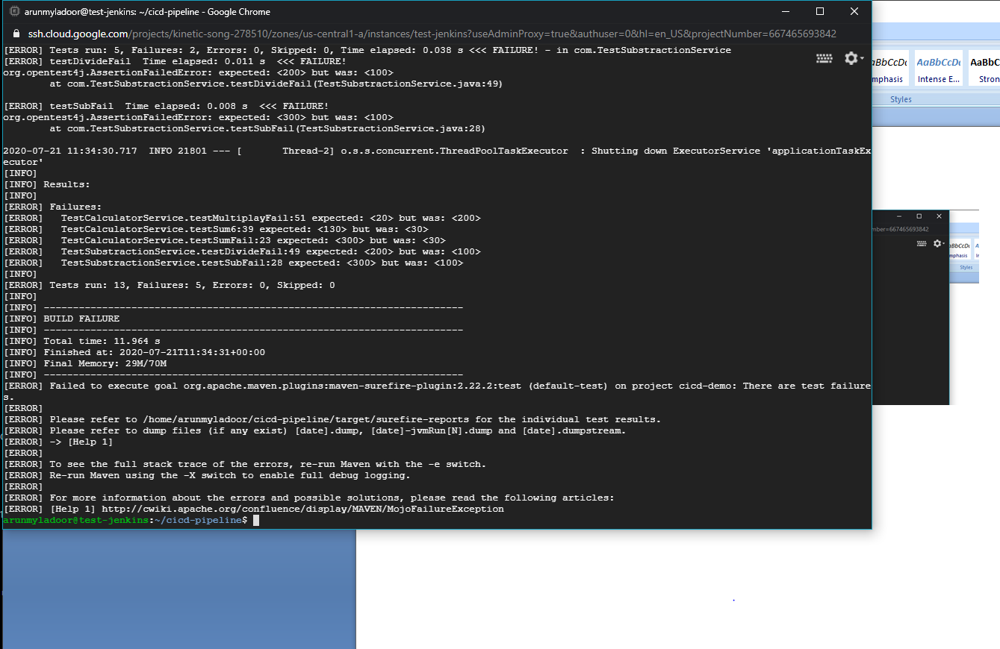 arunmyladoor@test-jenkins: ~/cicd-pipeline - Google Chrome
ssh.cloud.google.com/projects/kinetic-song-278510/zones/us-central1-a/instances/test-jenkins?useAdminProxy=true&authuser=0&hl=en_US&projectNumber=667465693842
[ERROR] Tests run: 5, Failures: 2, Errors: 0, Skipped: 0, Time elapsed: 0.038 s <<< FAILURE! - in com.TestSubstractionService
[ERROR] testDivideFail  Time elapsed: 0.011 s  <<< FAILURE!
org.opentest4j.AssertionFailedError: expected: <200> but was: <100>
        at com.TestSubstractionService.testDivideFail(TestSubstractionService.java:49)
[ERROR] testSubFail  Time elapsed: 0.008 s  <<< FAILURE!
org.opentest4j.AssertionFailedError: expected: <300> but was: <100>
        at com.TestSubstractionService.testSubFail(TestSubstractionService.java:28)
2020-07-21 11:34:30.717  INFO 21801 --- [       Thread-2] o.s.s.concurrent.ThreadPoolTaskExecutor  : Shutting down ExecutorService 'applicationTaskEx
ecutor'
[INFO]
[INFO] Results:
[INFO]
[ERROR] Failures:
[ERROR]   TestCalculatorService.testMultiplayFail:51 expected: <20> but was: <200>
[ERROR]   TestCalculatorService.testSum6:39 expected: <130> but was: <30>
[ERROR]   TestCalculatorService.testSumFail:23 expected: <300> but was: <30>
[ERROR]   TestSubstractionService.testDivideFail:49 expected: <200> but was: <100>
[ERROR]   TestSubstractionService.testSubFail:28 expected: <300> but was: <100>
[INFO]
[ERROR] Tests run: 13, Failures: 5, Errors: 0, Skipped: 0
[INFO]
[INFO] ------------------------------------------------------------------------
[INFO] BUILD FAILURE
[INFO] ------------------------------------------------------------------------
[INFO] Total time: 11.964 s
[INFO] Finished at: 2020-07-21T11:34:31+00:00
[INFO] Final Memory: 29M/70M
[INFO] ------------------------------------------------------------------------
[ERROR] Failed to execute goal org.apache.maven.plugins:maven-surefire-plugin:2.22.2:test (default-test) on project cicd-demo: There are test failure
s.
[ERROR]
[ERROR] Please refer to /home/arunmyladoor/cicd-pipeline/target/surefire-reports for the individual test results.
[ERROR] Please refer to dump files (if any exist) [date].dump, [date]-jvmRun[N].dump and [date].dumpstream.
[ERROR] -> [Help 1]
[ERROR]
[ERROR] To see the full stack trace of the errors, re-run Maven with the -e switch.
[ERROR] Re-run Maven using the -X switch to enable full debug logging.
[ERROR]
[ERROR] For more information about the errors and possible solutions, please read the following articles:
[ERROR] [Help 1] http://cwiki.apache.org/confluence/display/MAVEN/MojoFailureException
arunmyladoor@test-jenkins:~/cicd-pipeline$
aBbCcDc AaBbCcDc AaBbC
mphasis Intense E... Stron
Styles
mber=667465693842
mphasis
Styles